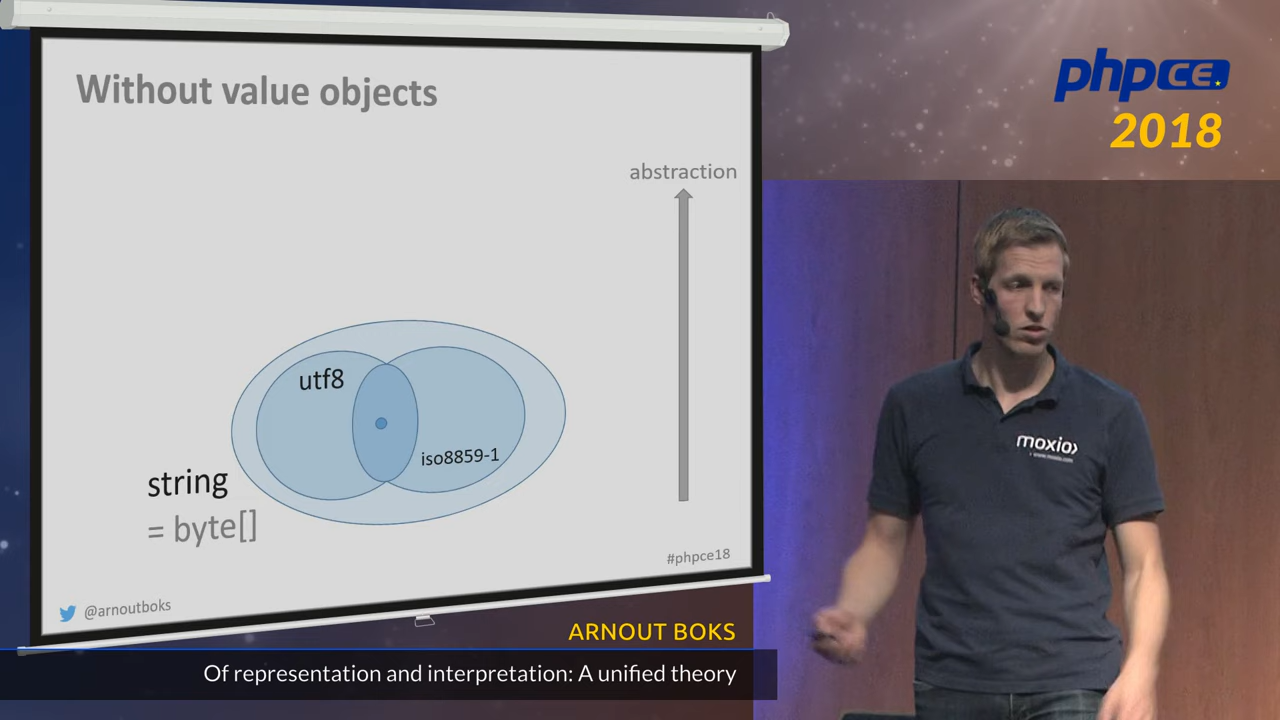 Without value objects
abstraction
utf8
iso8859-1
string
= byte[]
#phpce18
@arnoutboks
phpce
2018
moxio
ARNOUT BOKS
Of representation and interpretation: A unified theory